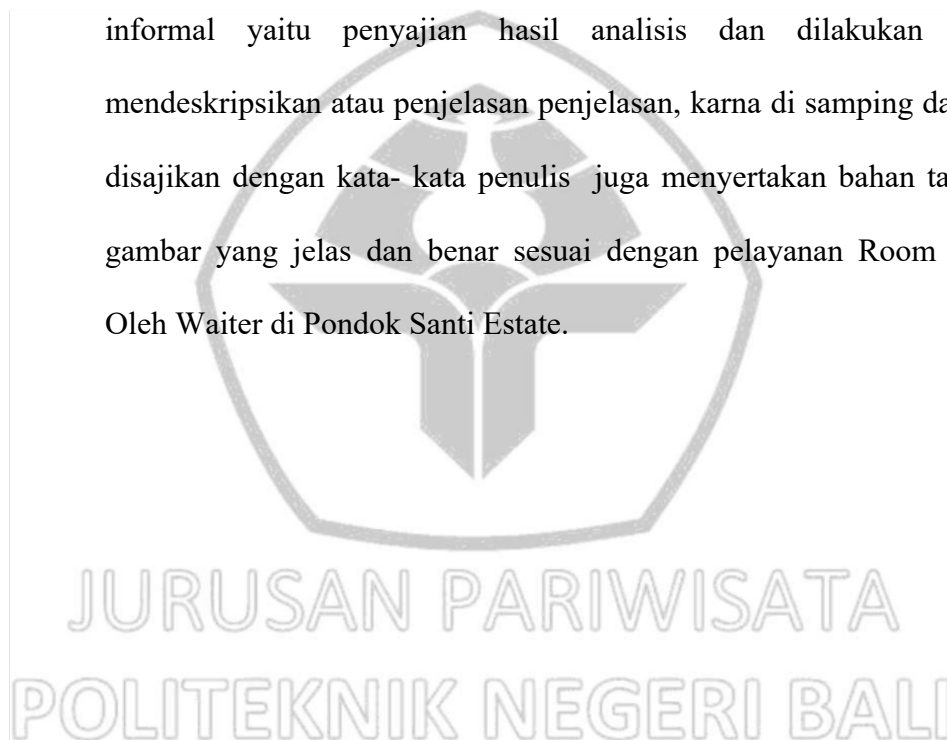 informal yaitu penyajian hasil analisis dan dilakukan
mendeskripsikan atau penjelasan penjelasan, karna di samping
disajikan dengan kata- kata penulis juga menyertakan bahan
gambar yang jelas dan benar sesuai dengan pelayanan Room
Oleh Waiter di Pondok Santi Estate.
JURUSAN PARIWISATA
POLITEKNIK NEGERI BALI